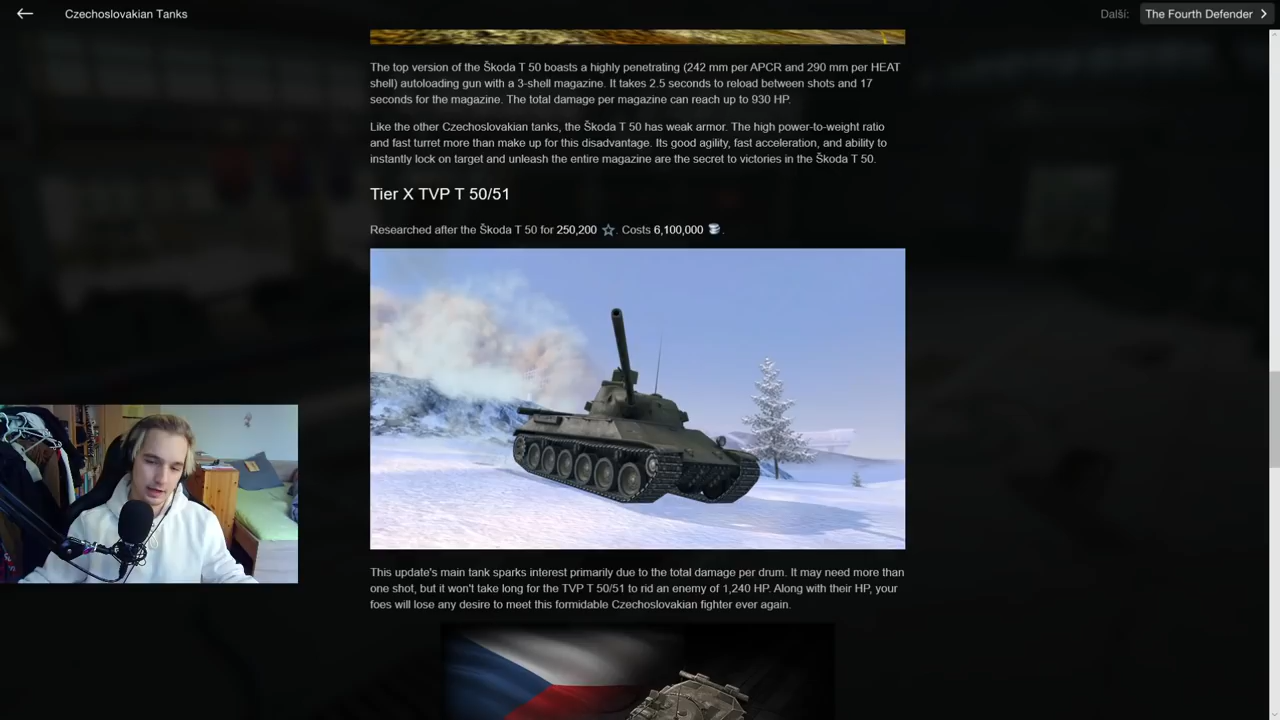 Czechoslovakian Tanks
Další:
The Fourth Defender
The top version of the Škoda T 50 boasts a highly penetrating (242 mm per APCR and 290 mm per HEAT
shell) autoloading gun with a 3-shell magazine. It takes 2.5 seconds to reload between shots and 17
seconds for the magazine. The total damage per magazine can reach up to 930 HP.
Like the other Czechoslovakian tanks, the Škoda T 50 has weak armor. The high power-to-weight ratio
and fast turret more than make up for this disadvantage. Its good agility, fast acceleration, and ability to
instantly lock on target and unleash the entire magazine are the secret to victories in the Škoda T 50.
Tier X TVP T 50/51
Researched after the Škoda T 50 for 250,200. Costs 6,100,000.
This update's main tank sparks interest primarily due to the total damage per drum. It may need more than
one shot, but it won't take long for the TVP T 50/51 to rid an enemy of 1,240 HP. Along with their HP, your
foes will lose any desire to meet this formidable Czechoslovakian fighter ever again.